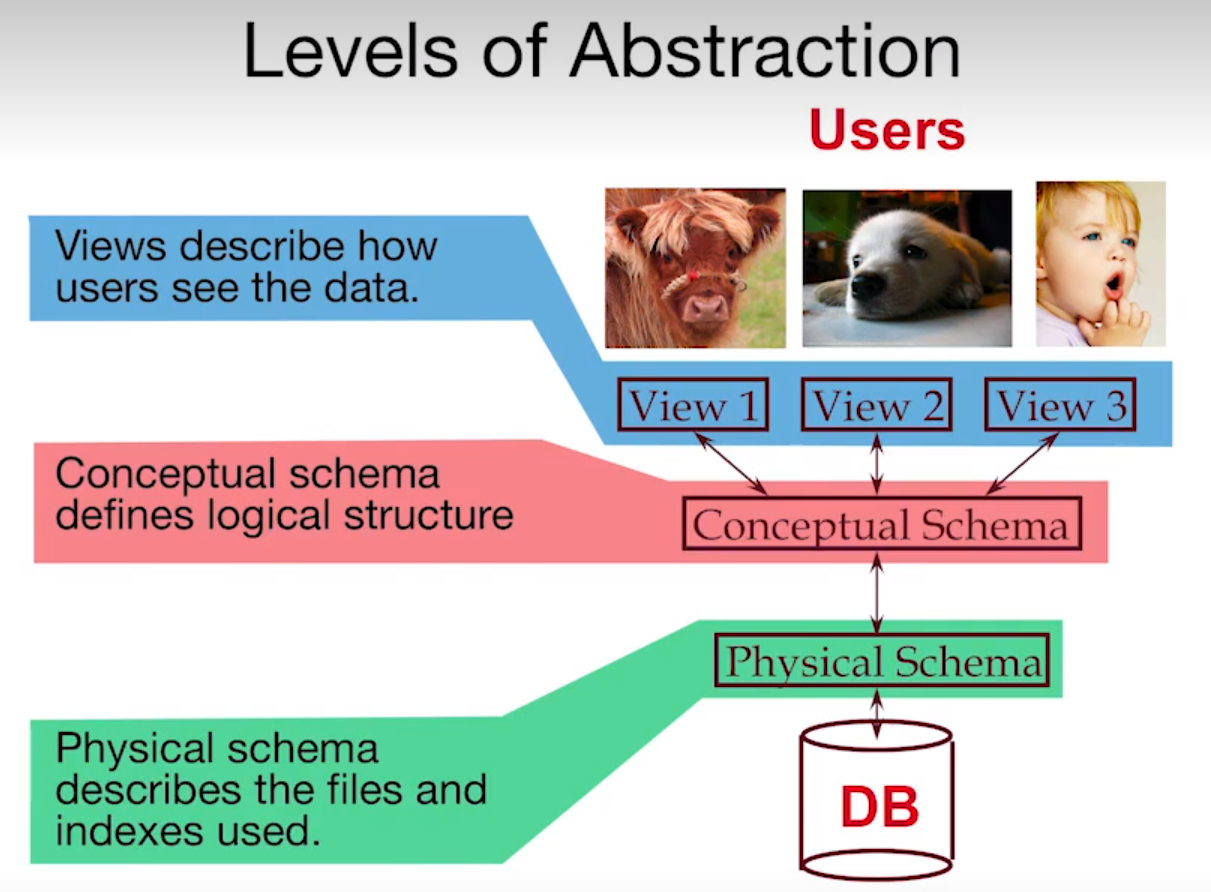 Levels of Abstraction
Users
Views describe how
users see the data.
View 1
View 2
View 3
Conceptual schema
defines logical structure
Conceptual Schema
Physical Schema
Physical schema
describes the files and
indexes used.
DB